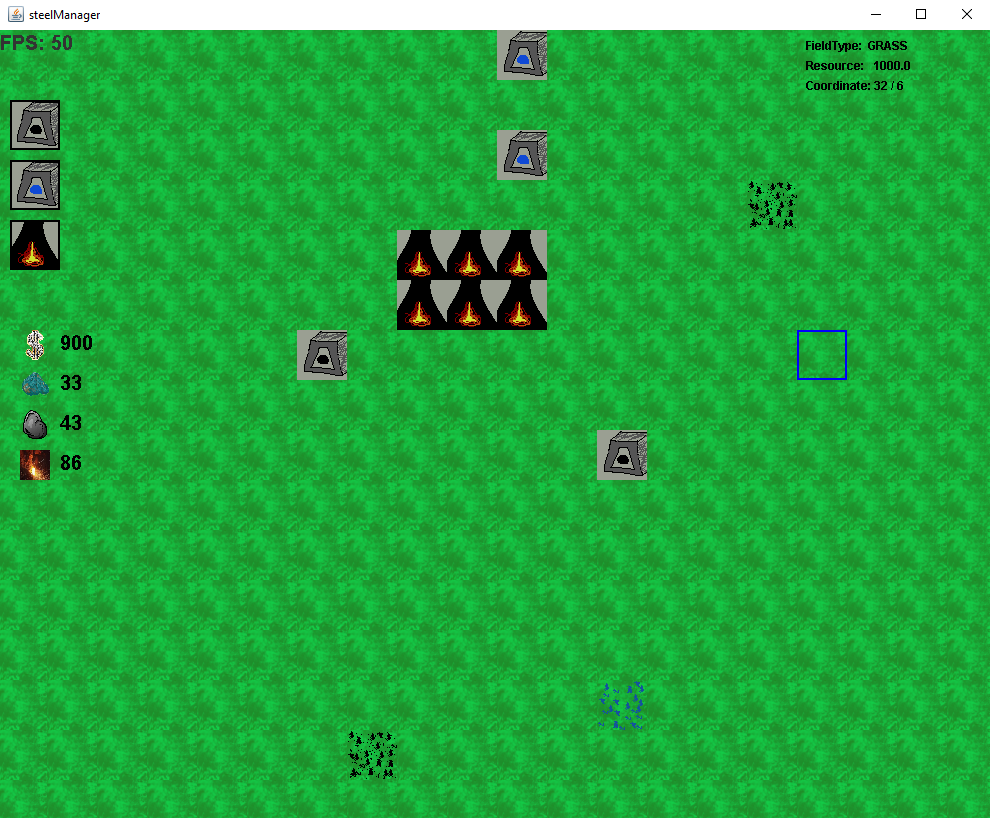 steelManager
FPS: 50
FieldType: GRASS
Resource: 1000.0
Coordinate: 32 / 6
900
33
43
86